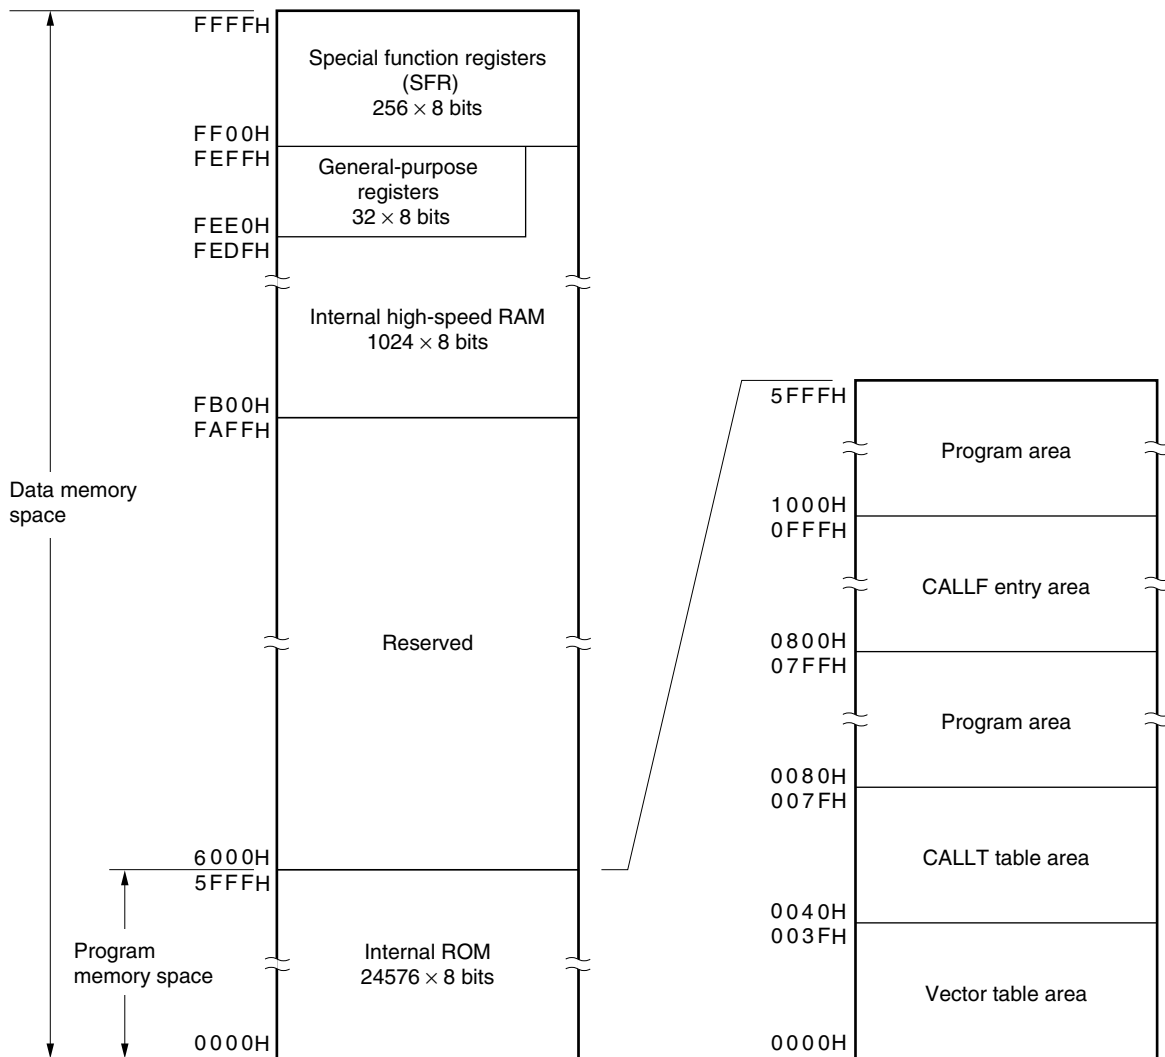 FFFFH
Special function registers
(SFR)
256 × 8 bits
FF00H
FEFFH
General-purpose
registers
32 × 8 bits
FEE0H
FEDFH
Internal high-speed RAM
1024 × 8 bits
FB00H
FAFFH
Data memory
space
Reserved
6000H
5FFFH
Program
memory space
Internal ROM
24576 × 8 bits
0000H
5FFFH
Program area
1000H
0FFFH
CALLF entry area
0800H
07FFH
Program area
0080H
007FH
CALLT table area
0040H
003FH
Vector table area
0000H